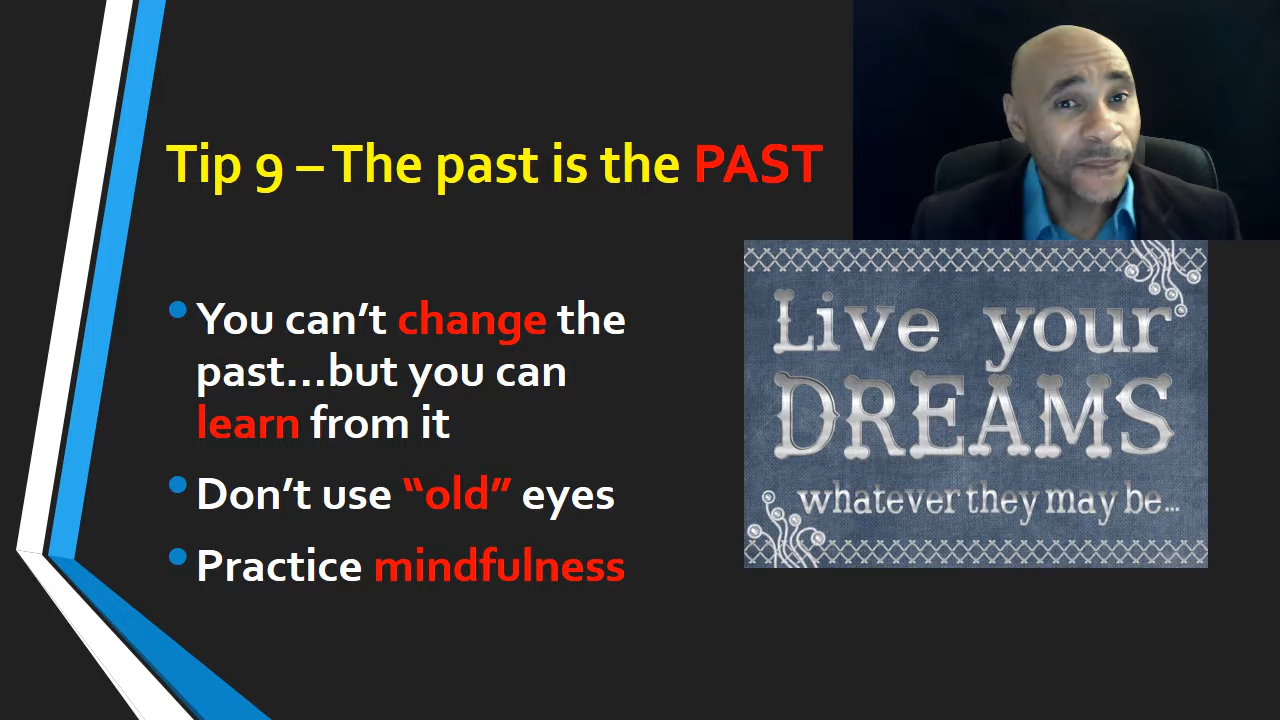 Tip 9 – The past is the PAST
You can’t change the
past…but you can
learn from it
Don’t use “old” eyes
Practice mindfulness
Live your
DREAMS
whatever they may be...